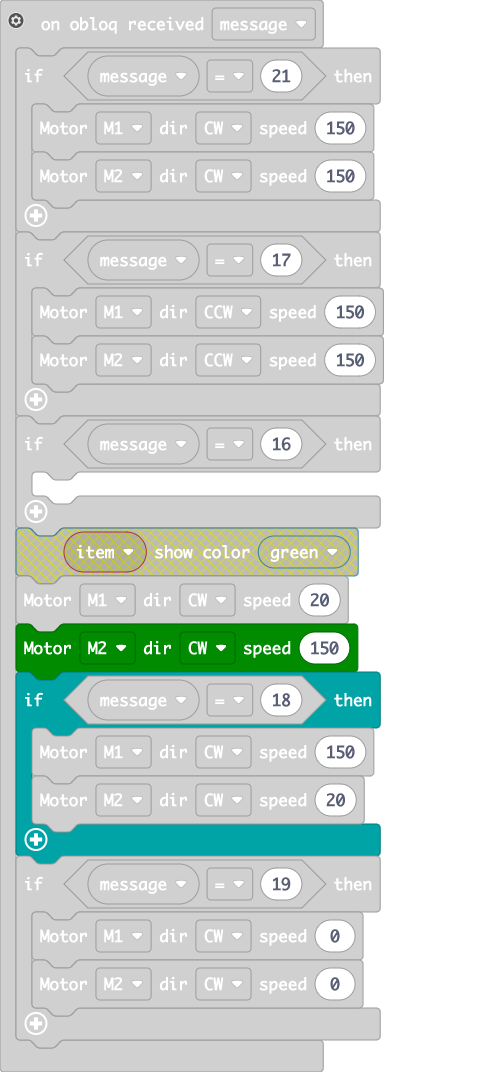 on obloq received message
if message = 21 then
Motor M1 dir CW speed 150
Motor M2 dir CW speed 150
if message = 17 then
Motor M1 dir CCW speed 150
Motor M2 dir CCW speed 150
if message = 16 then
item show color green
Motor M1 dir CW speed 20
Motor M2 dir CW speed 150
if message = 18 then
Motor M1 dir CW speed 150
Motor M2 dir CW speed 20
if message = 19 then
Motor M1 dir CW speed 0
Motor M2 dir CW speed 0